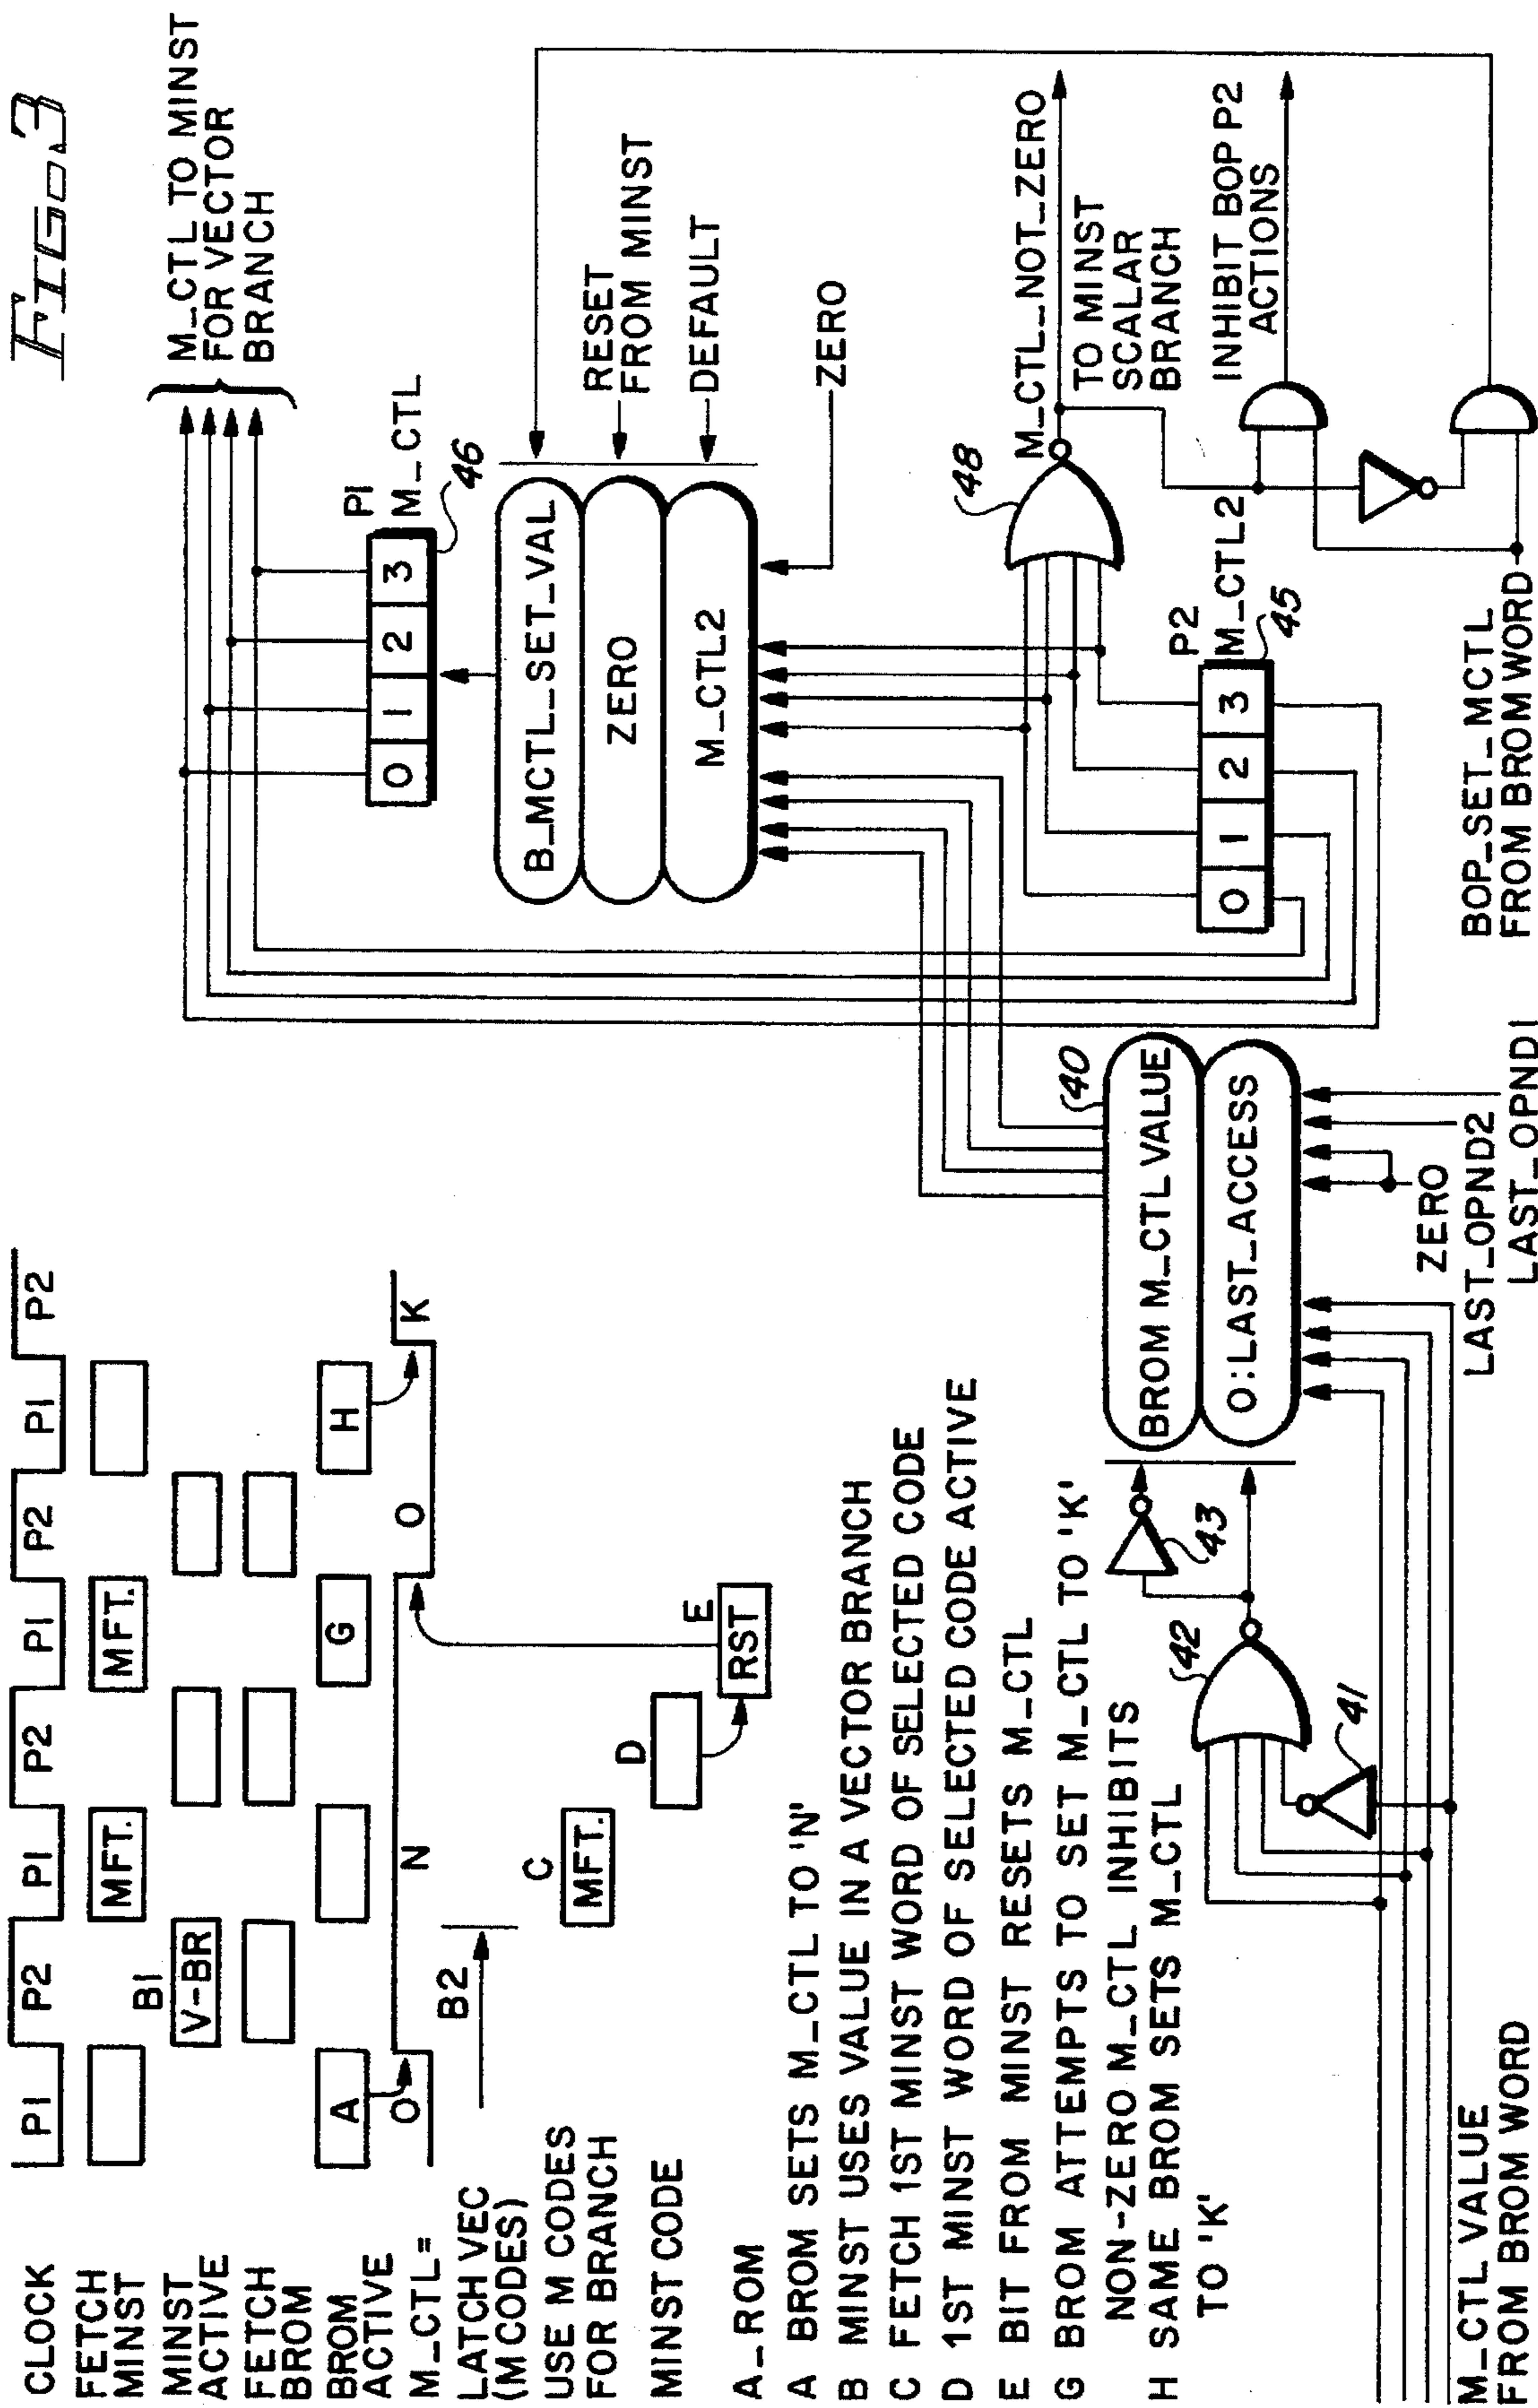 FIG. 3
CLOCK
P1 P2 P1 P2 P1 P2 P1 P2
FETCH
MINST
MFT. MFT.
MINST
ACTIVE
B1
V-BR
FETCH
BROM
BROM
ACTIVE
A G H
M_CTL=
O N O K
LATCH VEC
(M CODES)
B2
USE M CODES
FOR BRANCH
C
MFT.
MINST CODE
D
E
RST
A_ROM
A BROM SETS M_CTL TO 'N'
B MINST USES VALUE IN A VECTOR BRANCH
C FETCH 1ST MINST WORD OF SELECTED CODE
D 1ST MINST WORD OF SELECTED CODE ACTIVE
E BIT FROM MINST RESETS M_CTL
G BROM ATTEMPTS TO SET M_CTL TO 'K'
NON-ZERO M_CTL INHIBITS
H SAME BROM SETS M_CTL
TO 'K'
M_CTL VALUE
FROM BROM WORD
41
42
43
40
BROM M_CTL VALUE
O:LAST_ACCESS
ZERO
LAST_OPND2
LAST_OPND1
M_CTL TO MINST
FOR VECTOR
BRANCH
P1
M_CTL
0 1 2 3
46
B_MCTL_SET_VAL
ZERO
M_CTL2
RESET
FROM MINST
DEFAULT
ZERO
48
M_CTL_NOT_ZERO
TO MINST
SCALAR
BRANCH
P2
M_CTL2
0 1 2 3
45
INHIBIT BOP P2
ACTIONS
BOP_SET_MCTL
FROM BROM WORD